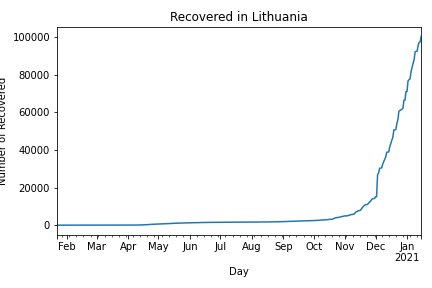 Recovered in Lithuania
Number of Recovered
100000
80000
60000
40000
20000
0
Feb Mar Apr May Jun Jul Aug Sep Oct Nov Dec Jan
2021
Day